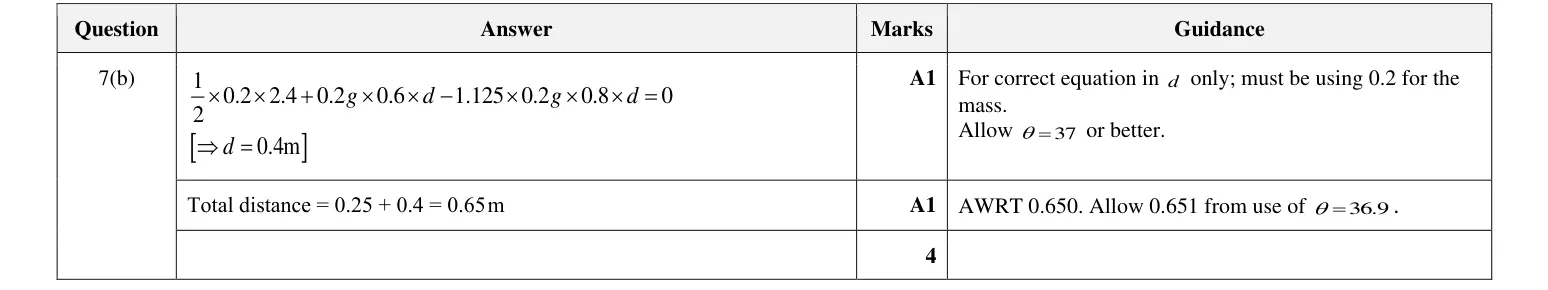 Question Answer Marks Guidance
7(b) 1/2 × 0.2 × 2.4 + 0.2g × 0.6 × d − 1.125 × 0.2g × 0.8 × d = 0 A1 For correct equation in d only; must be using 0.2 for the
mass.
Allow θ = 37 or better.
[⇒ d = 0.4m]
Total distance = 0.25 + 0.4 = 0.65 m A1 AWRT 0.650. Allow 0.651 from use of θ = 36.9 .
4